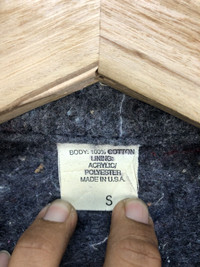 BODY: 100% COTTON
LINING:
ACRYLIC/
POLYESTER
MADE IN U.S.A.
S